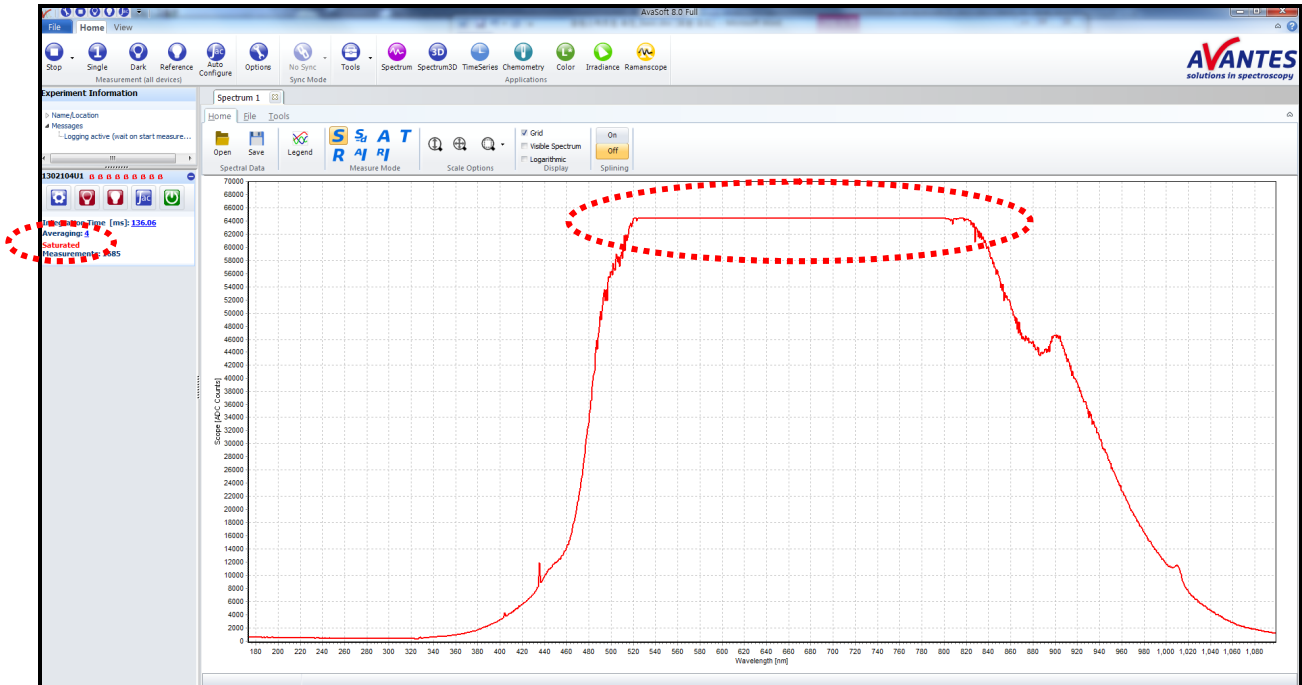 AvaSoft 8.0 Full
File Home View
Stop Single Dark Reference Auto Configure Options No Sync Tools Spectrum Spectrum3D TimeSeries Chemometry Color Irradiance Ramanscope
Measurement (all devices) Sync Mode Applications
AVANTES
solutions in spectroscopy
Experiment Information
Name/Location
Messages
Logging active (wait on start measure...
1302104U1
Integration Time [ms]: 136.06
Averaging: 4
Saturated
Measurements:
Spectrum 1
Home File Tools
Open Save Legend S A T R Scale Options
Grid
Visible Spectrum
Logarithmic
On
Off
Spectral Data Measure Mode Display Splining
70000
68000
66000
64000
62000
60000
58000
56000
54000
52000
50000
48000
46000
44000
42000
40000
38000
36000
34000
32000
30000
28000
26000
24000
22000
20000
18000
16000
14000
12000
10000
8000
6000
4000
2000
0
Scope [ADC Counts]
180 200 220 240 260 280 300 320 340 360 380 400 420 440 460 480 500 520 540 560 580 600 620 640 660 680 700 720 740 760 780 800 820 840 860 880 900 920 940 960 980 1,000 1,020 1,040 1,060 1,080
Wavelength [nm]